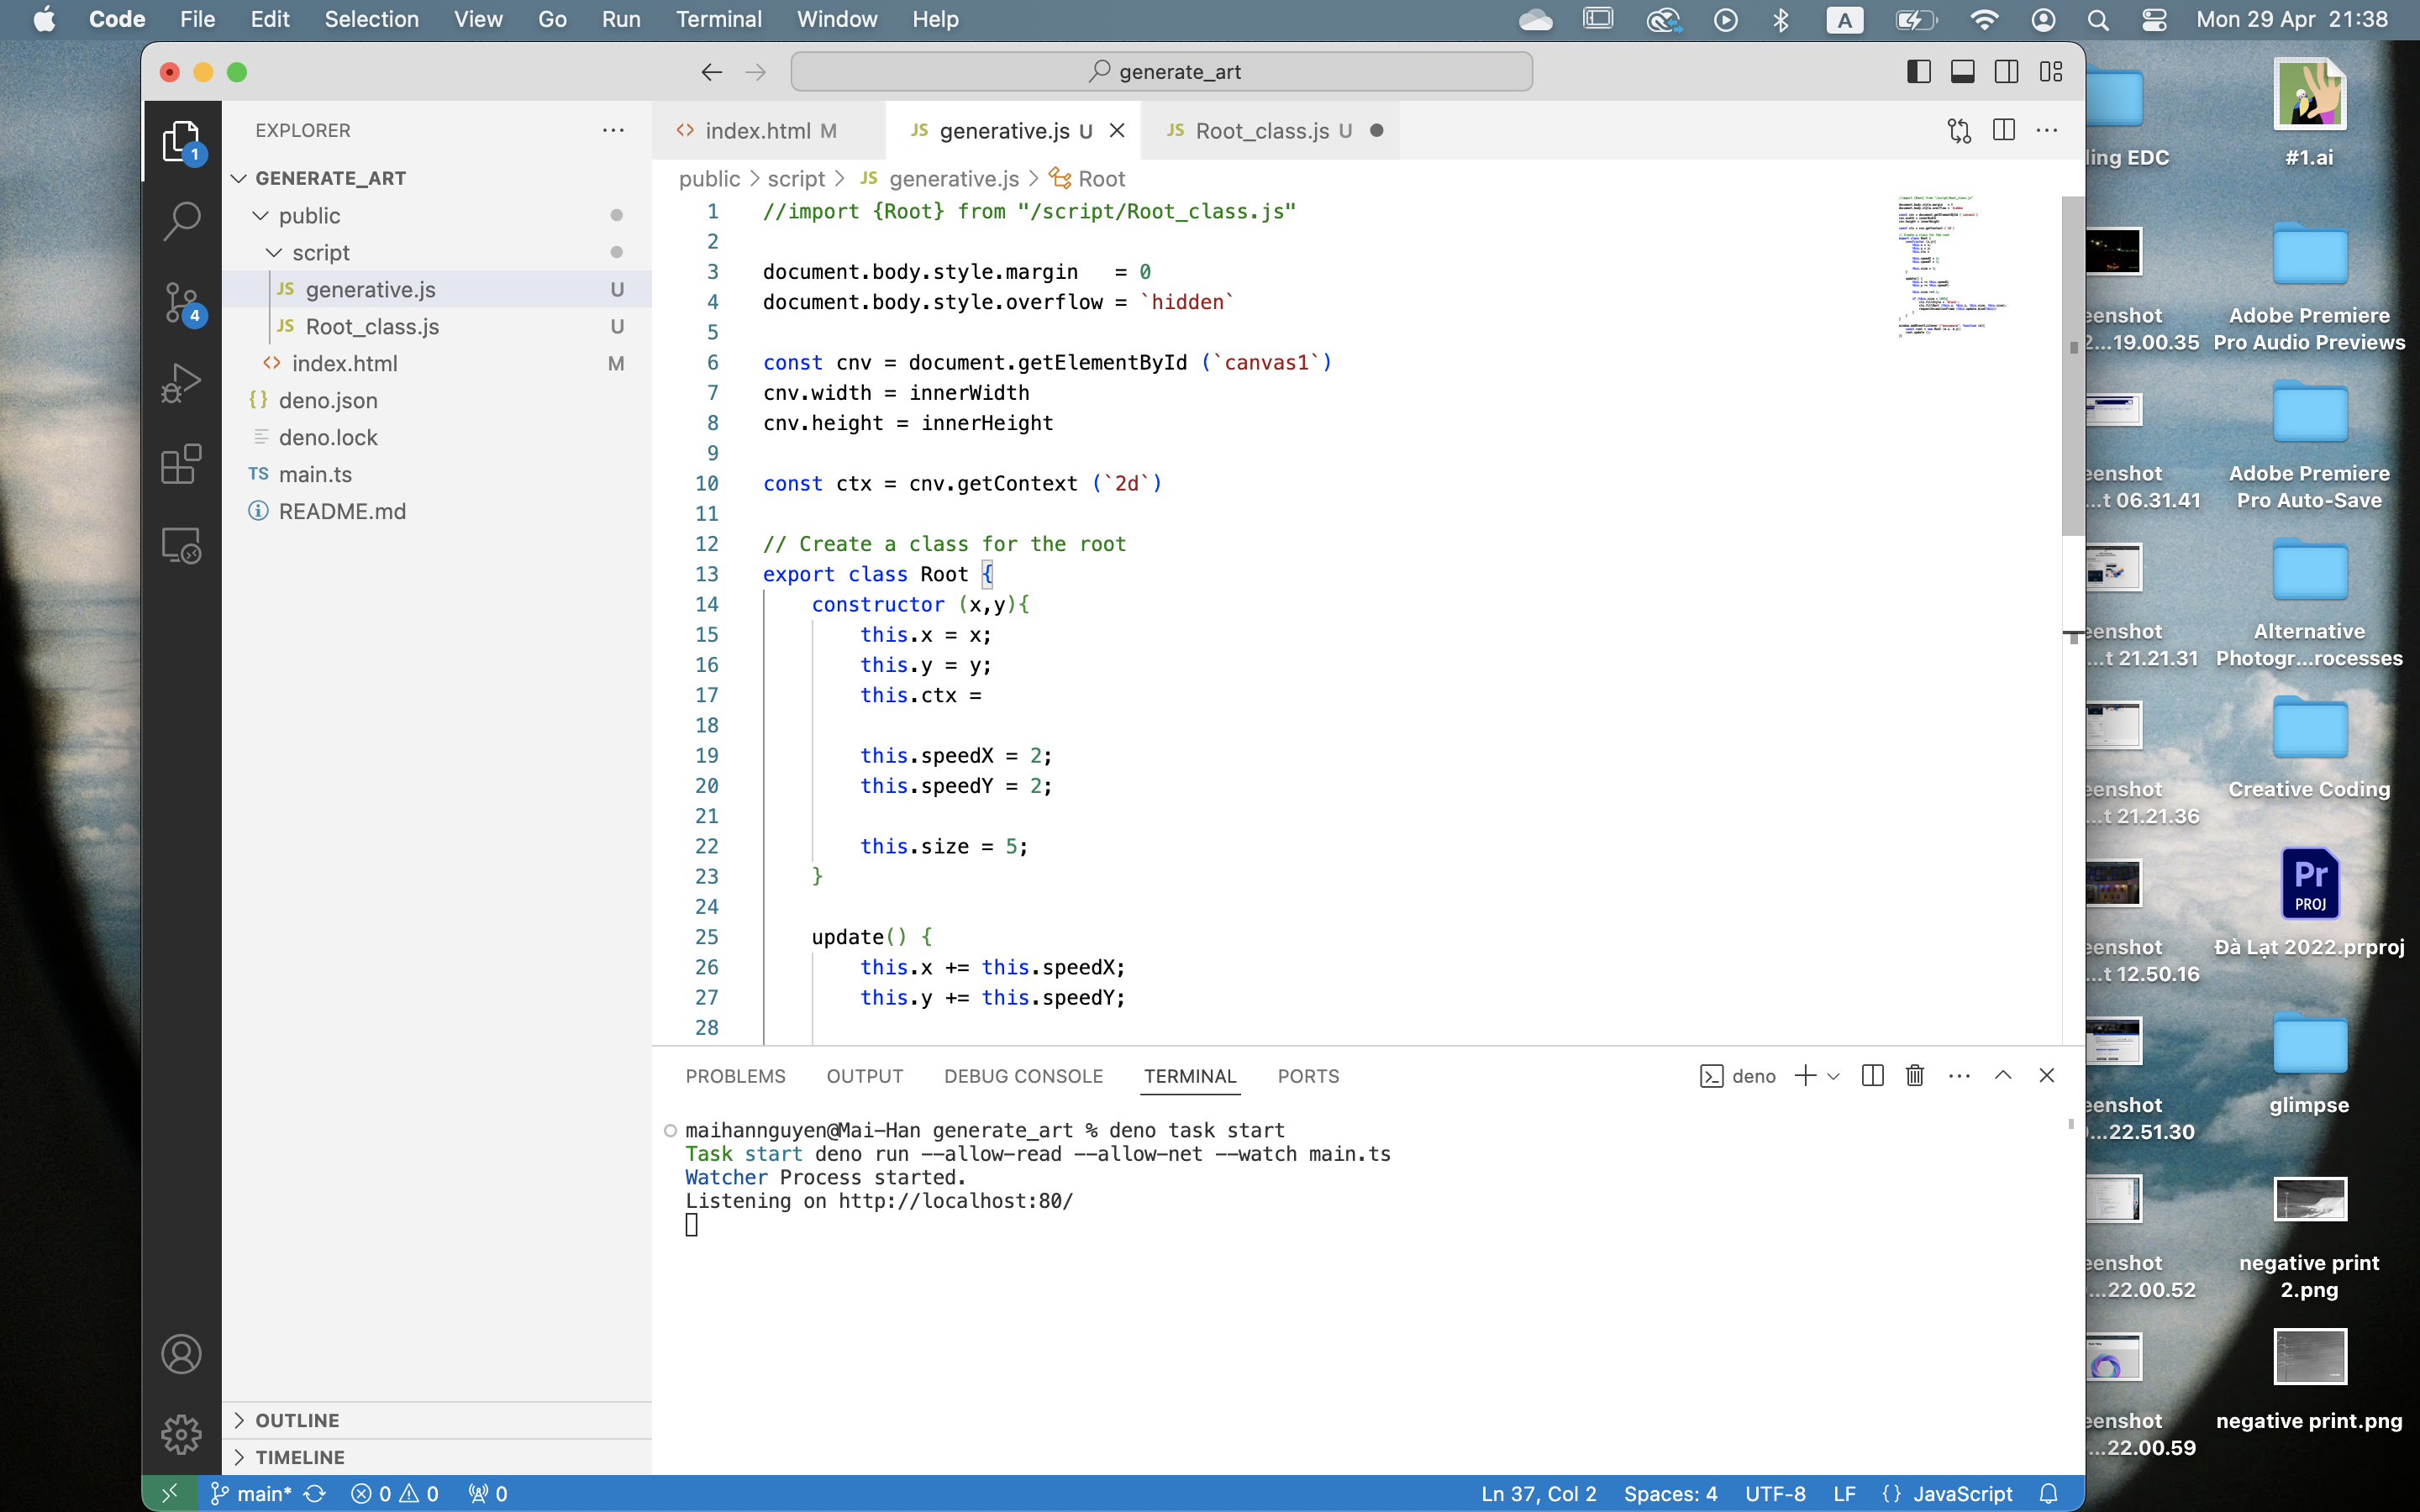 Code File Edit Selection View Go Run Terminal Window Help A Mon 29 Apr 21:38
generate_art
EXPLORER
GENERATE_ART
public
script
JS generative.js U
JS Root_class.js U
<> index.html M
{} deno.json
deno.lock
TS main.ts
README.md
OUTLINE
TIMELINE
1
4
<> index.html M JS generative.js U JS Root_class.js U
public > script > JS generative.js > Root
1 //import {Root} from "/script/Root_class.js"
2
3 document.body.style.margin   = 0
4 document.body.style.overflow = `hidden`
5
6 const cnv = document.getElementById (`canvas1`)
7 cnv.width = innerWidth
8 cnv.height = innerHeight
9
10 const ctx = cnv.getContext (`2d`)
11
12 // Create a class for the root
13 export class Root {
14     constructor (x,y){
15         this.x = x;
16         this.y = y;
17         this.ctx =
18
19         this.speedX = 2;
20         this.speedY = 2;
21
22         this.size = 5;
23     }
24
25     update() {
26         this.x += this.speedX;
27         this.y += this.speedY;
28
PROBLEMS OUTPUT DEBUG CONSOLE TERMINAL PORTS deno
maihannguyen@Mai-Han generate_art % deno task start
Task start deno run --allow-read --allow-net --watch main.ts
Watcher Process started.
Listening on http://localhost:80/
main* 0 0 0 Ln 37, Col 2 Spaces: 4 UTF-8 LF {} JavaScript
ling EDC
eenshot
2...19.00.35
eenshot
...t 06.31.41
eenshot
...t 21.21.31
eenshot
...t 21.21.36
eenshot
...t 12.50.16
eenshot
...22.51.30
eenshot
...22.00.52
eenshot
...22.00.59
#1.ai
Adobe Premiere
Pro Audio Previews
Adobe Premiere
Pro Auto-Save
Alternative
Photogr...rocesses
Creative Coding
Pr
PROJ
Đà Lạt 2022.prproj
glimpse
negative print
2.png
negative print.png